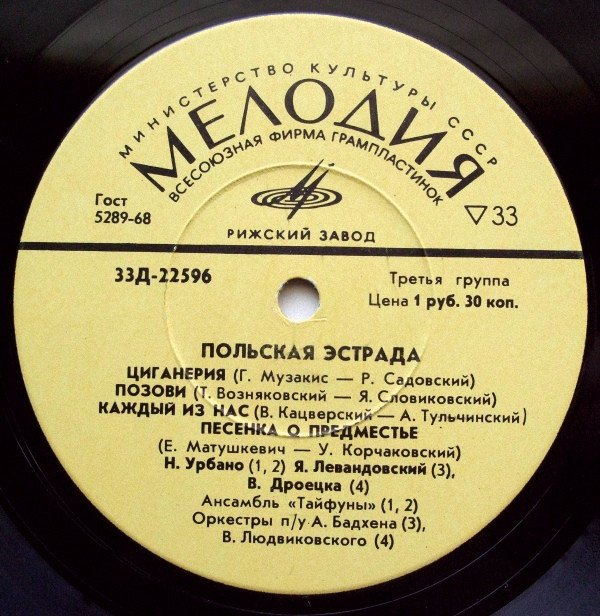 МИНИСТЕРСТВО КУЛЬТУРЫ СССР
МЕЛОДИЯ
ВСЕСОЮЗНАЯ ФИРМА ГРАМПЛАСТИНОК
Гост
5289-68
▽33
РИЖСКИЙ ЗАВОД
33Д-22596
Третья группа
Цена 1 руб. 30 коп.
ПОЛЬСКАЯ ЭСТРАДА
ЦИГАНЕРИЯ (Г. Музакис — Р. Садовский)
ПОЗОВИ (Т. Возняковский — Я. Словиковский)
КАЖДЫЙ ИЗ НАС (В. Кацверский — А. Тульчинский)
ПЕСЕНКА О ПРЕДМЕСТЬЕ
(Е. Матушкевич — У. Корчаковский)
Н. Урбано (1, 2) Я. Левандовский (3),
В. Дроецка (4)
Ансамбль «Тайфуны» (1, 2)
Оркестры п/у А. Бадхена (3),
В. Людвиковского (4)